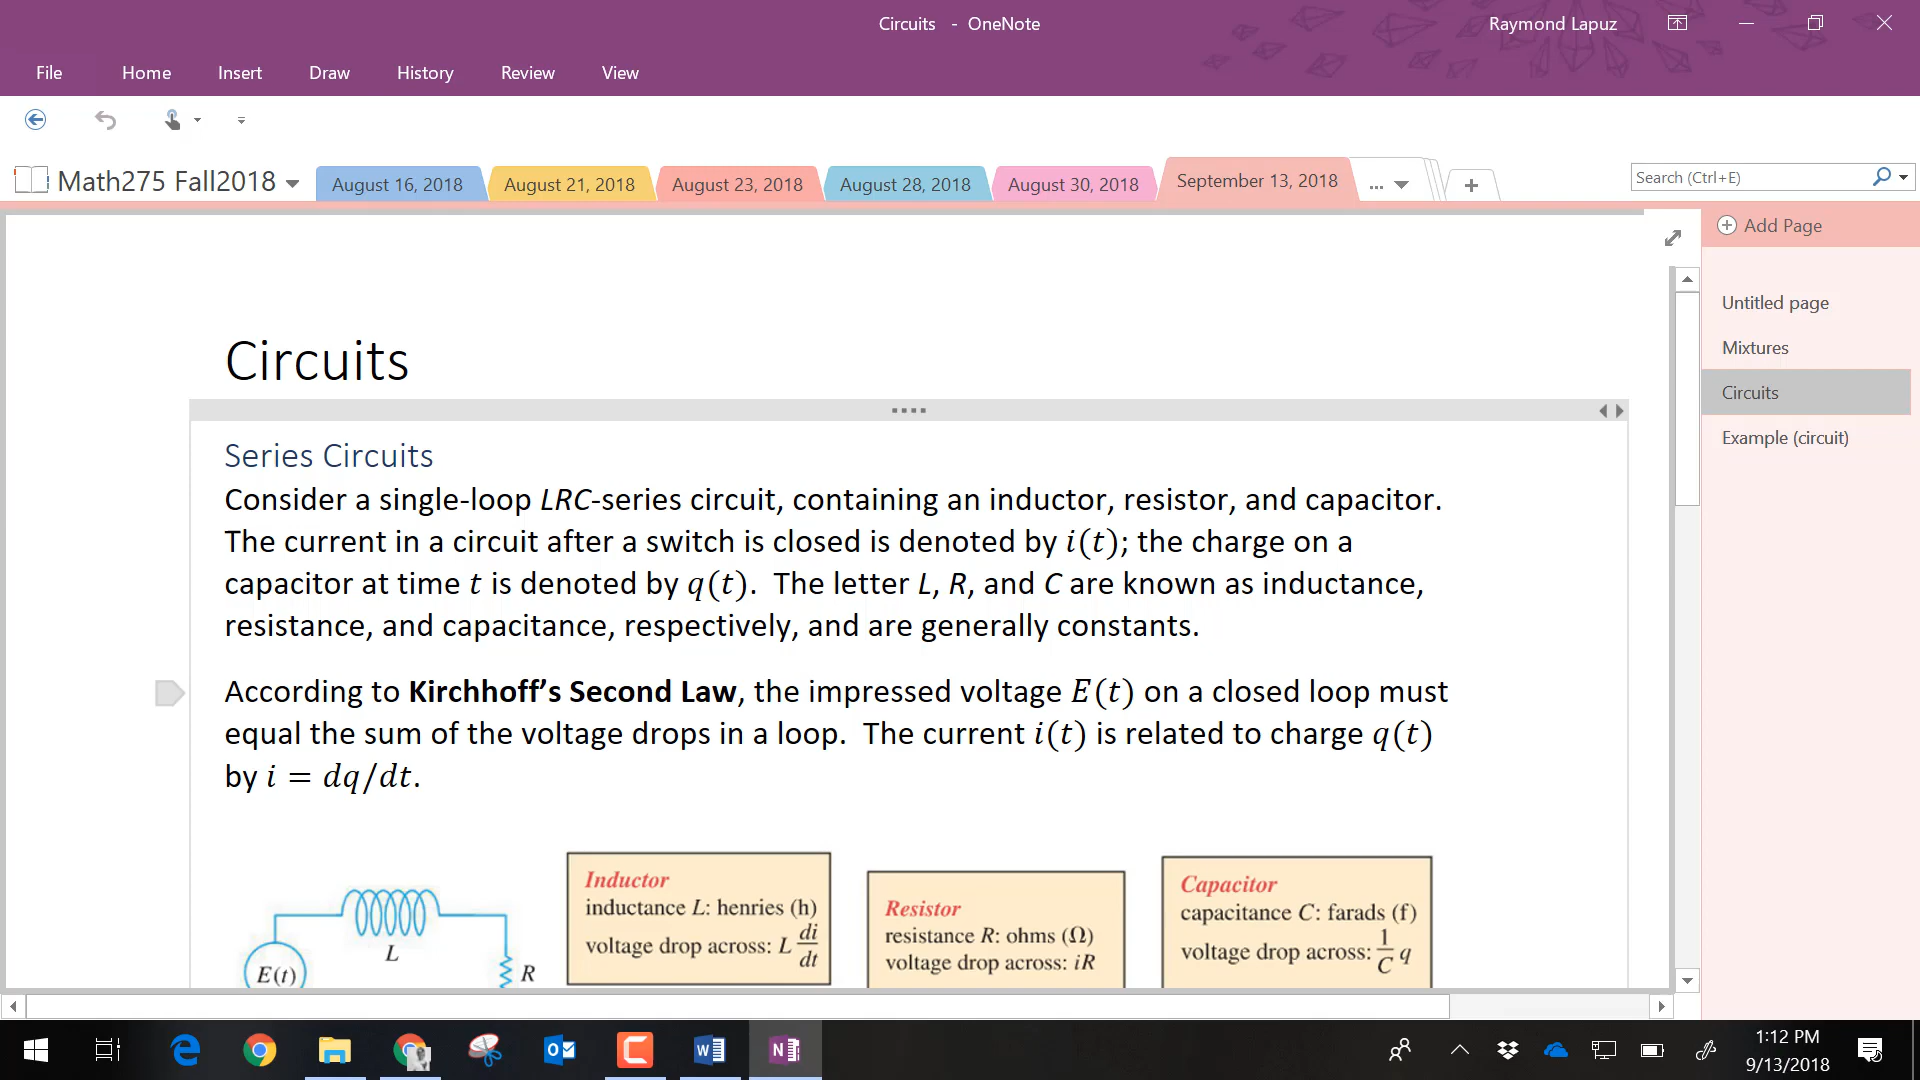 Circuits - OneNote
Raymond Lapuz
File Home Insert Draw History Review View
Math275 Fall2018
August 16, 2018
August 21, 2018
August 23, 2018
August 28, 2018
August 30, 2018
September 13, 2018
...
Search (Ctrl+E)
Add Page
Untitled page
Mixtures
Circuits
Example (circuit)
Circuits
Series Circuits
Consider a single-loop LRC-series circuit, containing an inductor, resistor, and capacitor.
The current in a circuit after a switch is closed is denoted by i(t); the charge on a
capacitor at time t is denoted by q(t). The letter L, R, and C are known as inductance,
resistance, and capacitance, respectively, and are generally constants.
According to Kirchhoff’s Second Law, the impressed voltage E(t) on a closed loop must
equal the sum of the voltage drops in a loop. The current i(t) is related to charge q(t)
by i = dq/dt.
L
E(t)
R
Inductor
inductance L: henries (h)
voltage drop across: L di/dt
Resistor
resistance R: ohms (Ω)
voltage drop across: iR
Capacitor
capacitance C: farads (f)
voltage drop across: 1/C q
1:12 PM
9/13/2018